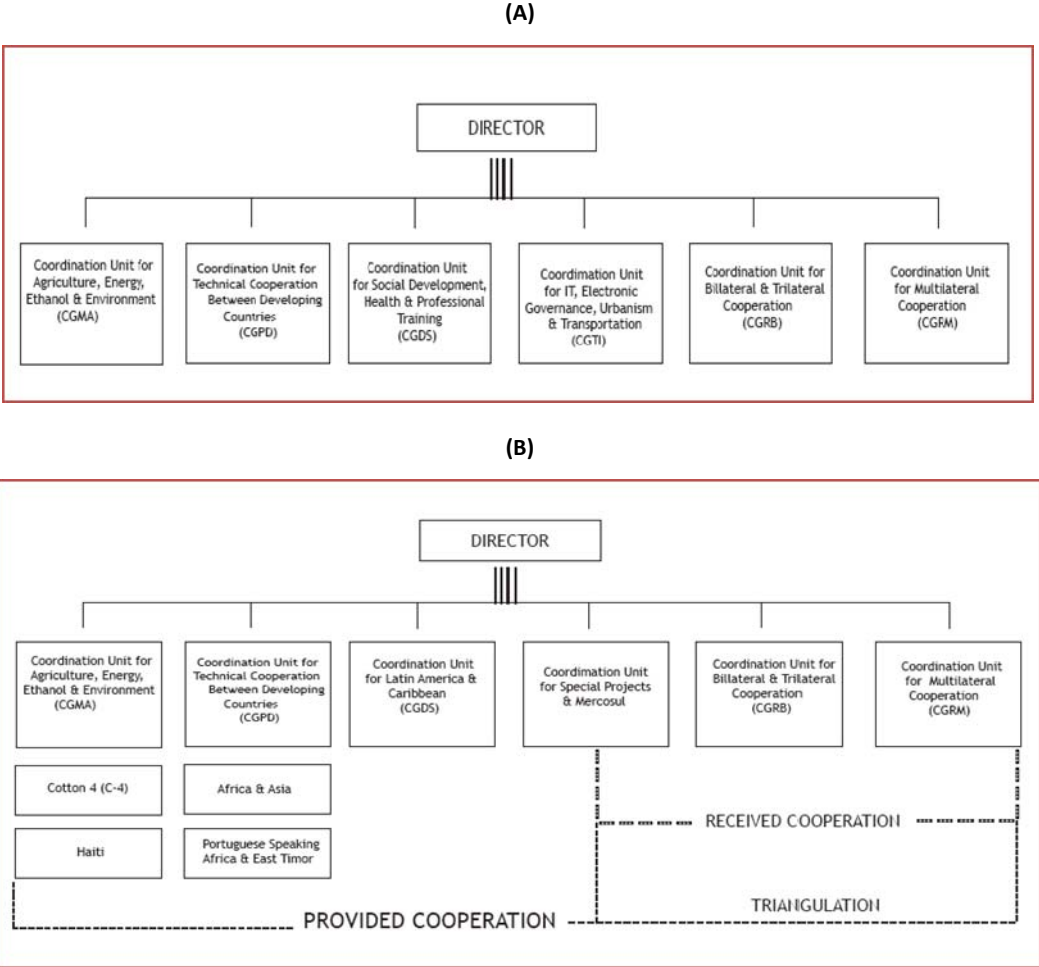 (A)
DIRECTOR
Coordination Unit for
Agriculture, Energy,
Ethanol & Environment
(CGMA)
Coordination Unit for
Technical Cooperation
Between Developing
Countries
(CGPD)
Coordination Unit
for Social Development,
Health & Professional
Training
(CGDS)
Coordimation Unit
for IT, Electronic
Governance, Urbanism
& Transportation
(CGTI)
Coordination Unit for
Billateral & Trilateral
Cooperation
(CGRB)
Coordination Unit
for Multilateral
Cooperation
(CGRM)
(B)
DIRECTOR
Coordination Unit for
Agriculture, Energy,
Ethanol & Environment
(CGMA)
Coordination Unit for
Technical Cooperation
Between Developing
Countries
(CGPD)
Coordination Unit
for Latin America &
Caribbean
(CGDS)
Coordimation Unit
for Special Projects
& Mercosul
Coordination Unit for
Billateral & Trilateral
Cooperation
(CGRB)
Coordination Unit
for Multilateral
Cooperation
(CGRM)
Cotton 4 (C-4)
Africa & Asia
Haiti
Portuguese Speaking
Africa & East Timor
RECEIVED COOPERATION
TRIANGULATION
PROVIDED COOPERATION